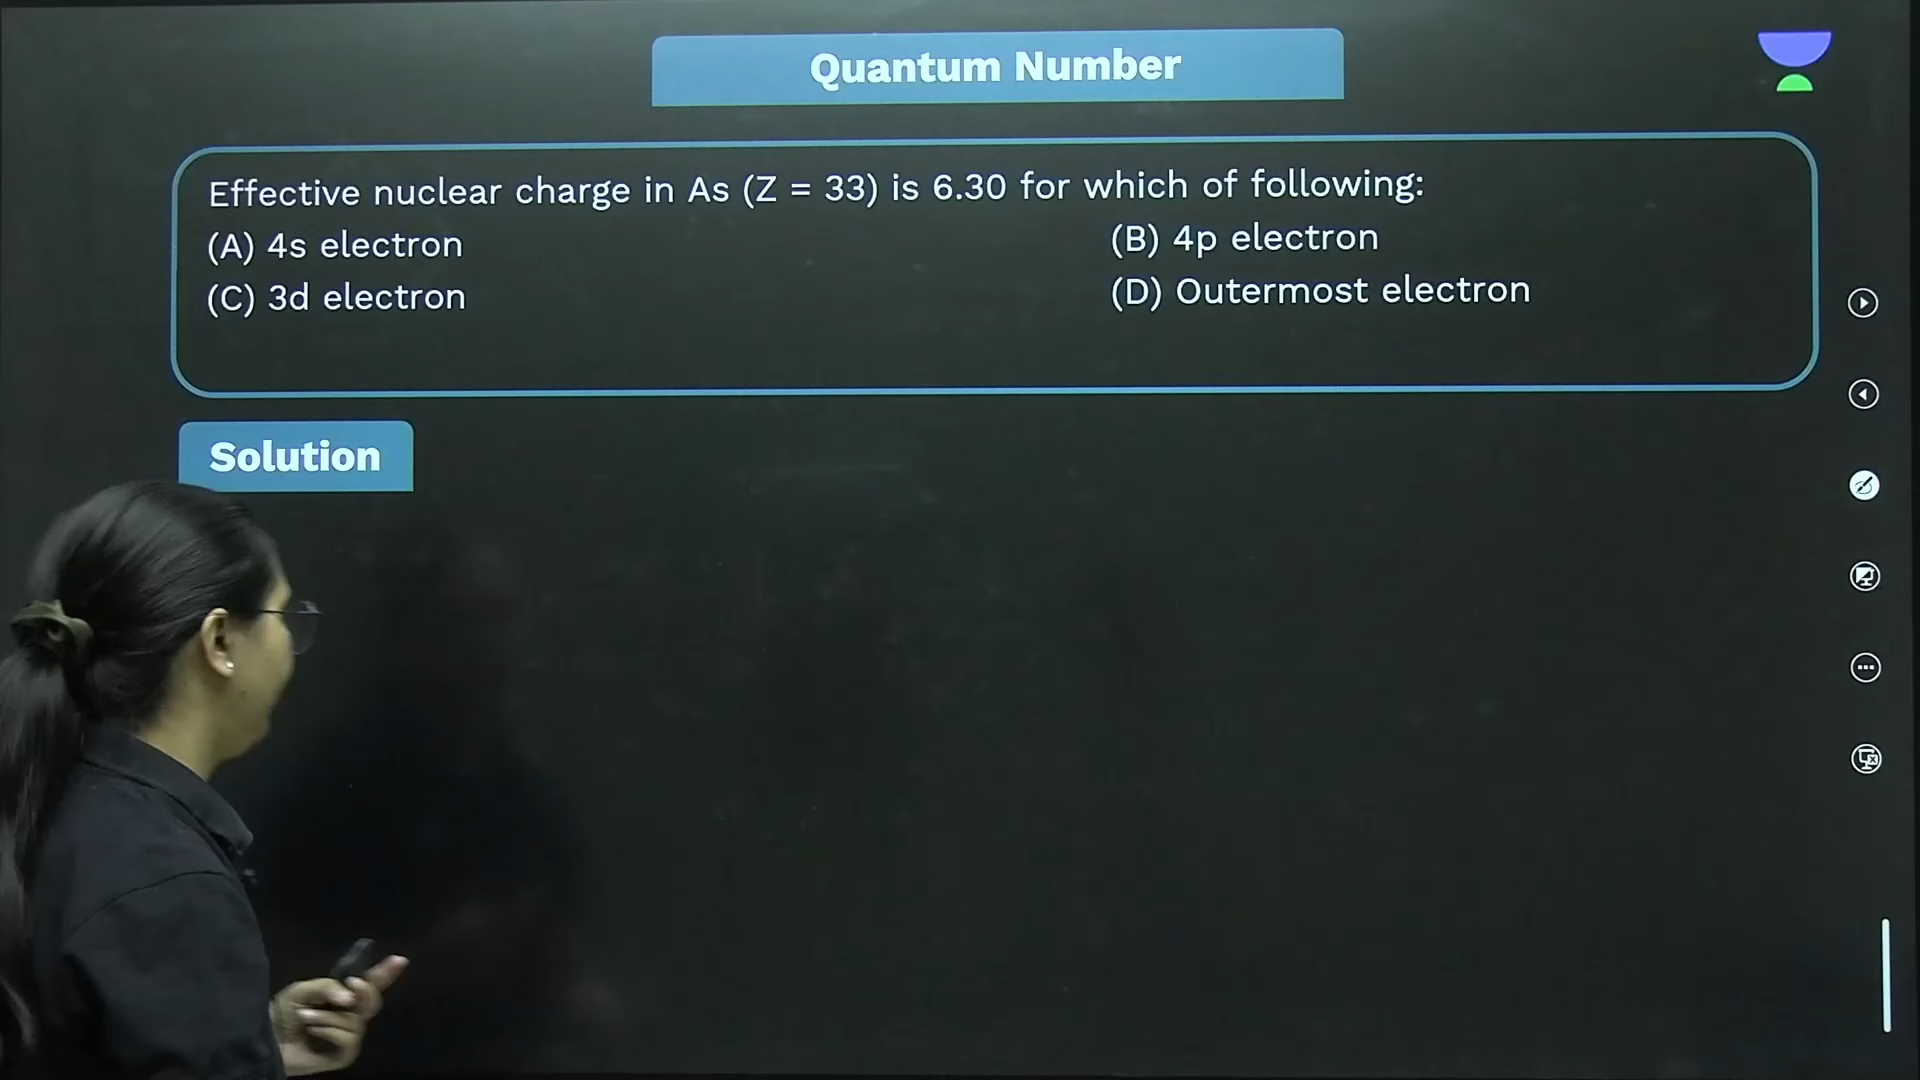 Quantum Number
Effective nuclear charge in As (Z = 33) is 6.30 for which of following:
(A) 4s electron
(B) 4p electron
(C) 3d electron
(D) Outermost electron
Solution